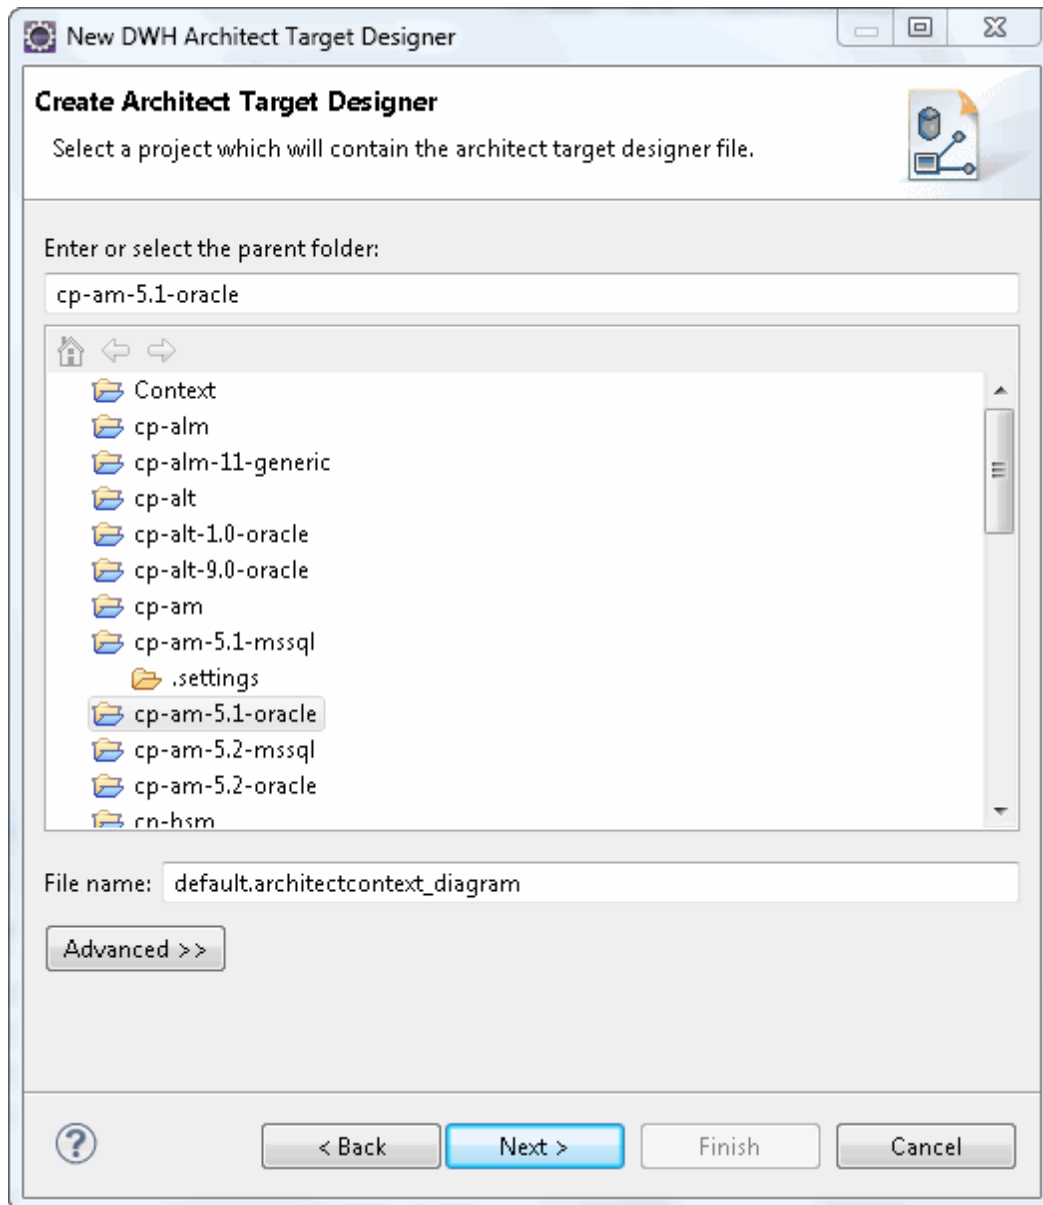 New DWH Architect Target Designer
Create Architect Target Designer
Select a project which will contain the architect target designer file.
Enter or select the parent folder:
cp-am-5.1-oracle
Context
cp-alm
cp-alm-11-generic
cp-alt
cp-alt-1.0-oracle
cp-alt-9.0-oracle
cp-am
cp-am-5.1-mssql
.settings
cp-am-5.1-oracle
cp-am-5.2-mssql
cp-am-5.2-oracle
cp-hsm
File name: default.architectcontext_diagram
Advanced >>
? < Back Next > Finish Cancel